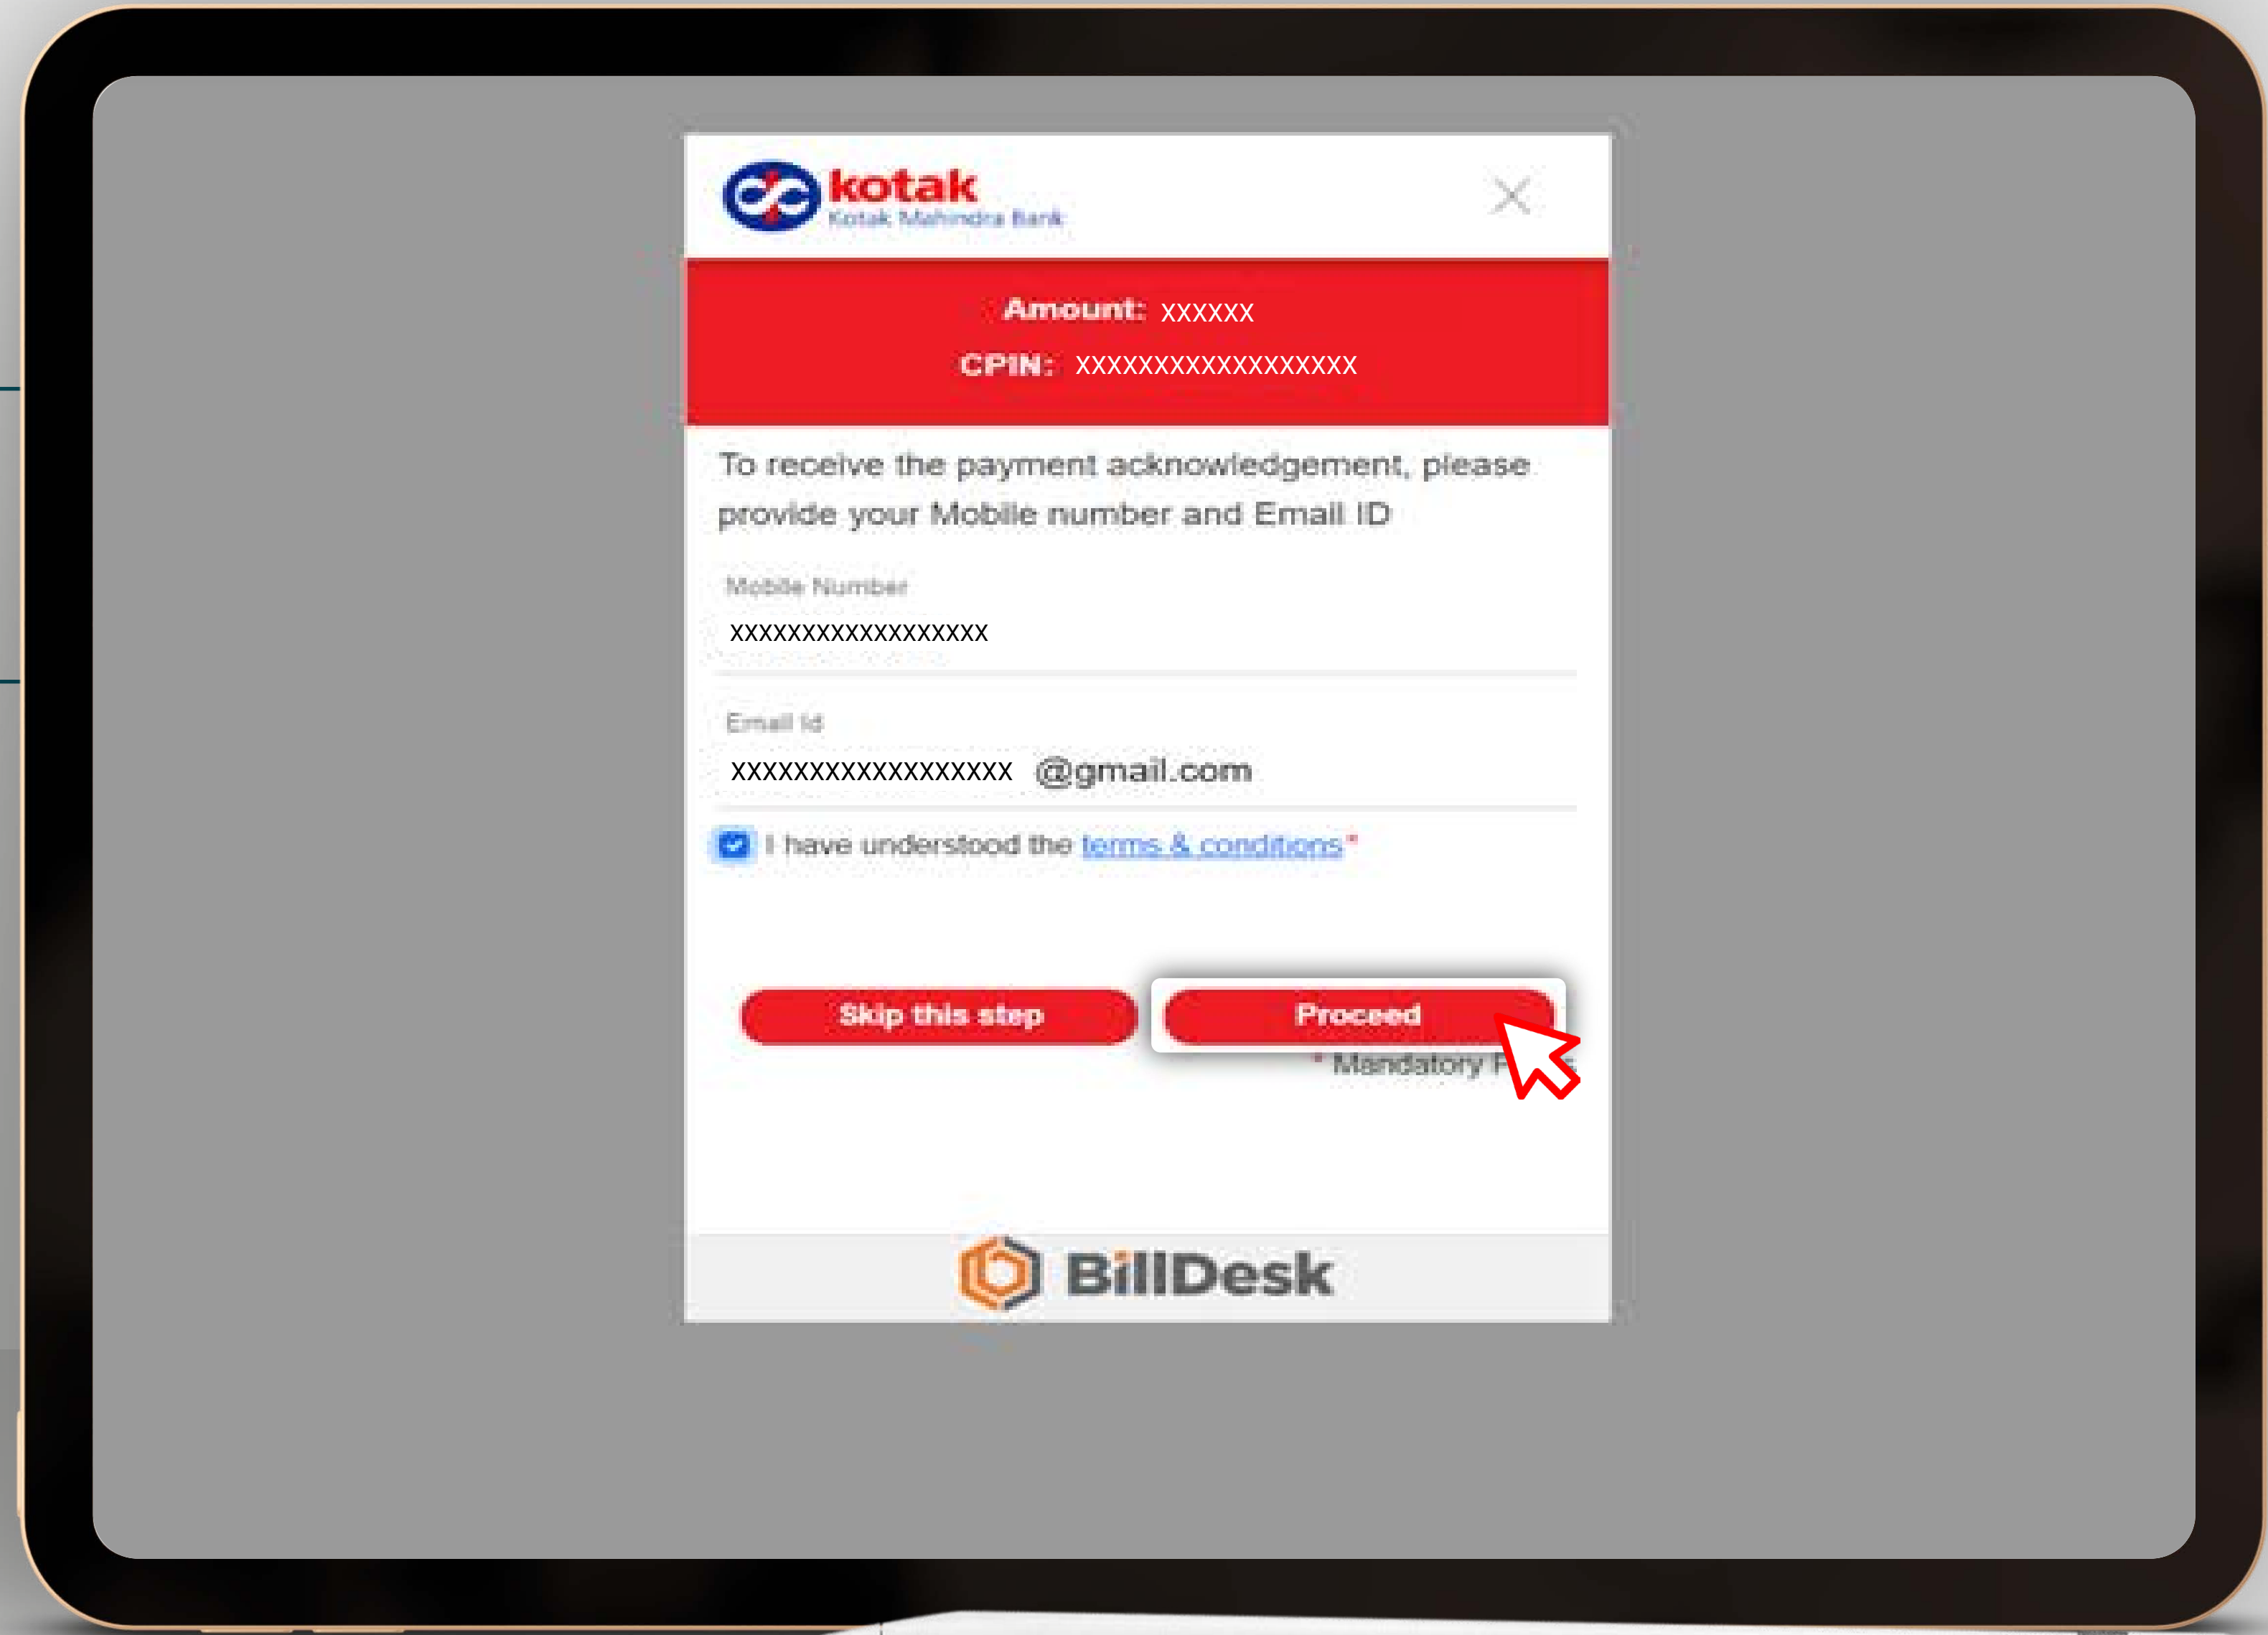 kotak
Kotak Mahindra Bank
Amount: XXXXXX
CPIN: XXXXXXXXXXXXXXXXXX
To receive the payment acknowledgement, please
provide your Mobile number and Email ID
Mobile Number
XXXXXXXXXXXXXXXXXX
Email Id
XXXXXXXXXXXXXXXXXX @gmail.com
I have understood the terms & conditions*
Skip this step
Proceed
* Mandatory
BillDesk